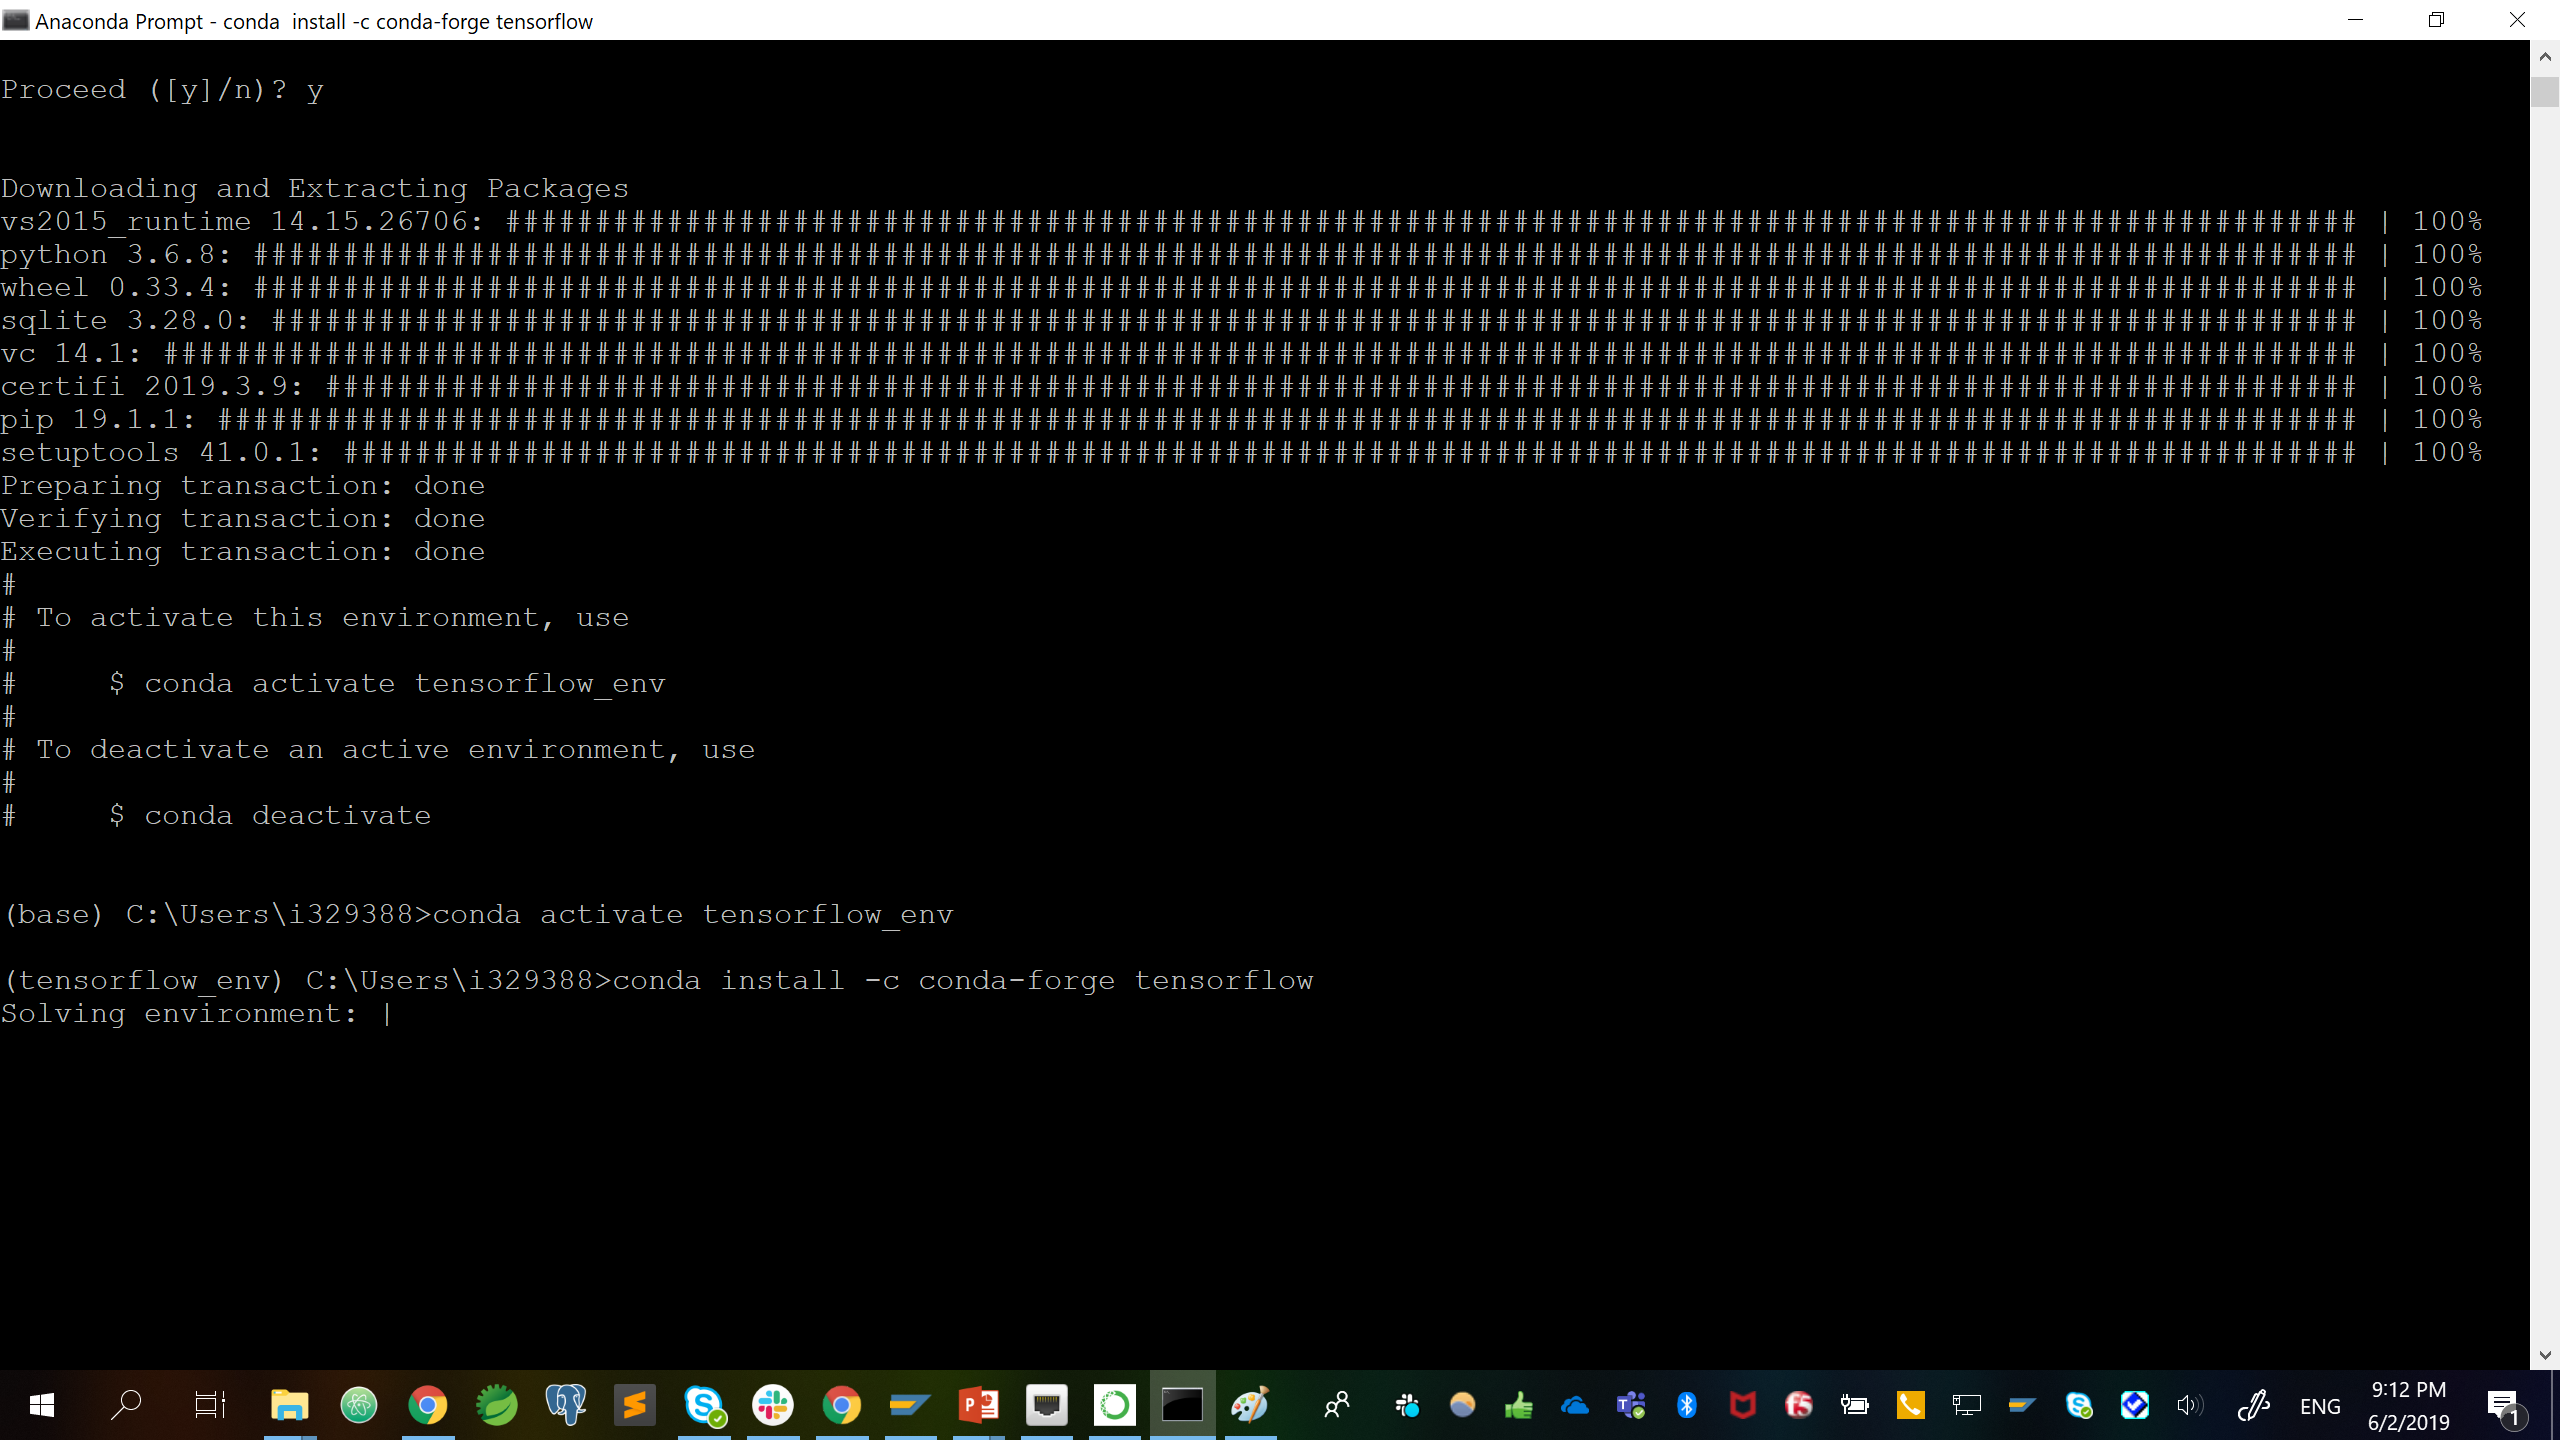 Anaconda Prompt - conda  install -c conda-forge tensorflow
Proceed ([y]/n)? y
Downloading and Extracting Packages
vs2015_runtime 14.15.26706: ####################################################################################################### | 100%
python 3.6.8: ##################################################################################################################### | 100%
wheel 0.33.4: ##################################################################################################################### | 100%
sqlite 3.28.0: #################################################################################################################### | 100%
vc 14.1: ########################################################################################################################## | 100%
certifi 2019.3.9: ################################################################################################################# | 100%
pip 19.1.1: ####################################################################################################################### | 100%
setuptools 41.0.1: ################################################################################################################ | 100%
Preparing transaction: done
Verifying transaction: done
Executing transaction: done
#
# To activate this environment, use
#
#     $ conda activate tensorflow_env
#
# To deactivate an active environment, use
#
#     $ conda deactivate
(base) C:\Users\i329388>conda activate tensorflow_env
(tensorflow_env) C:\Users\i329388>conda install -c conda-forge tensorflow
Solving environment: |
ENG
9:12 PM
6/2/2019
1